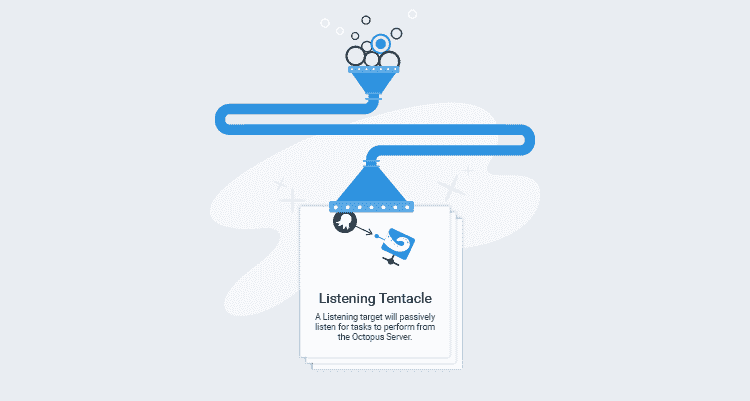 Listening Tentacle
A Listening target will passively
listen for tasks to perform from
the Octopus Server.